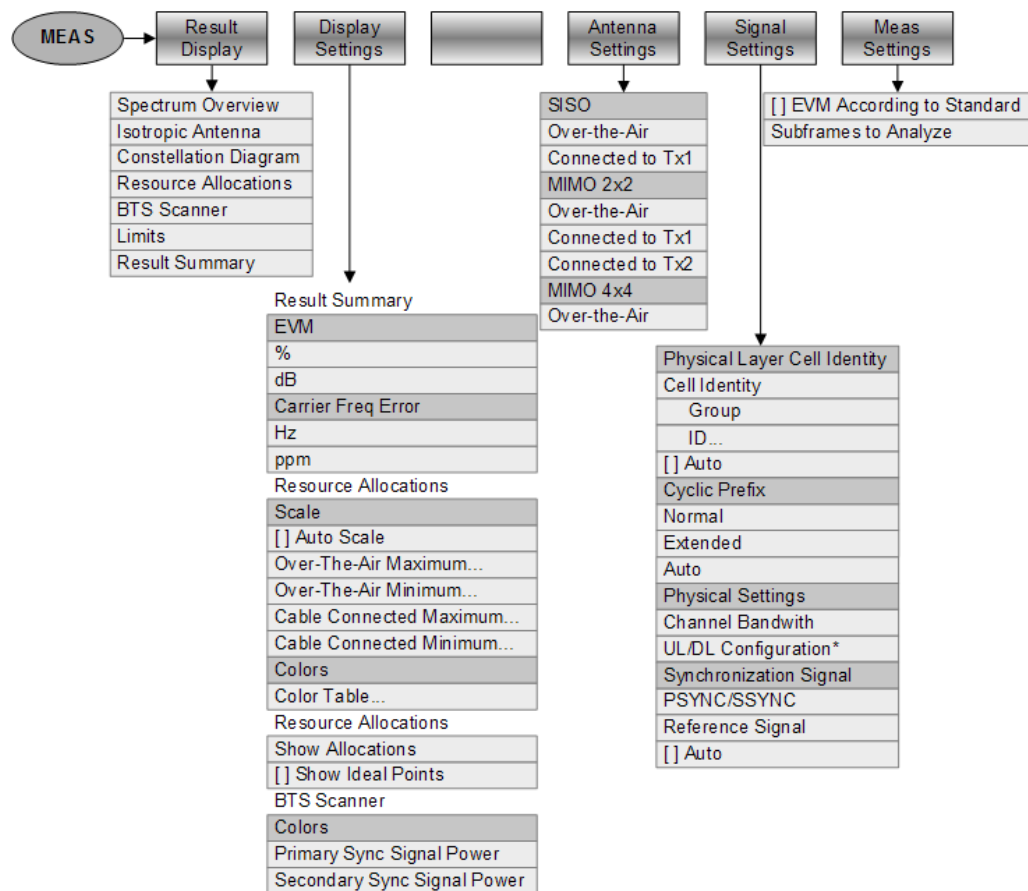 MEAS
Result
Display
Display
Settings
Antenna
Settings
Signal
Settings
Meas
Settings
Spectrum Overview
Isotropic Antenna
Constellation Diagram
Resource Allocations
BTS Scanner
Limits
Result Summary
Result Summary
EVM
%
dB
Carrier Freq Error
Hz
ppm
Resource Allocations
Scale
[ ] Auto Scale
Over-The-Air Maximum...
Over-The-Air Minimum...
Cable Connected Maximum...
Cable Connected Minimum...
Colors
Color Table...
Resource Allocations
Show Allocations
[ ] Show Ideal Points
BTS Scanner
Colors
Primary Sync Signal Power
Secondary Sync Signal Power
SISO
Over-the-Air
Connected to Tx1
MIMO 2x2
Over-the-Air
Connected to Tx1
Connected to Tx2
MIMO 4x4
Over-the-Air
Physical Layer Cell Identity
Cell Identity
Group
ID...
[ ] Auto
Cyclic Prefix
Normal
Extended
Auto
Physical Settings
Channel Bandwith
UL/DL Configuration*
Synchronization Signal
PSYNC/SSYNC
Reference Signal
[ ] Auto
[ ] EVM According to Standard
Subframes to Analyze